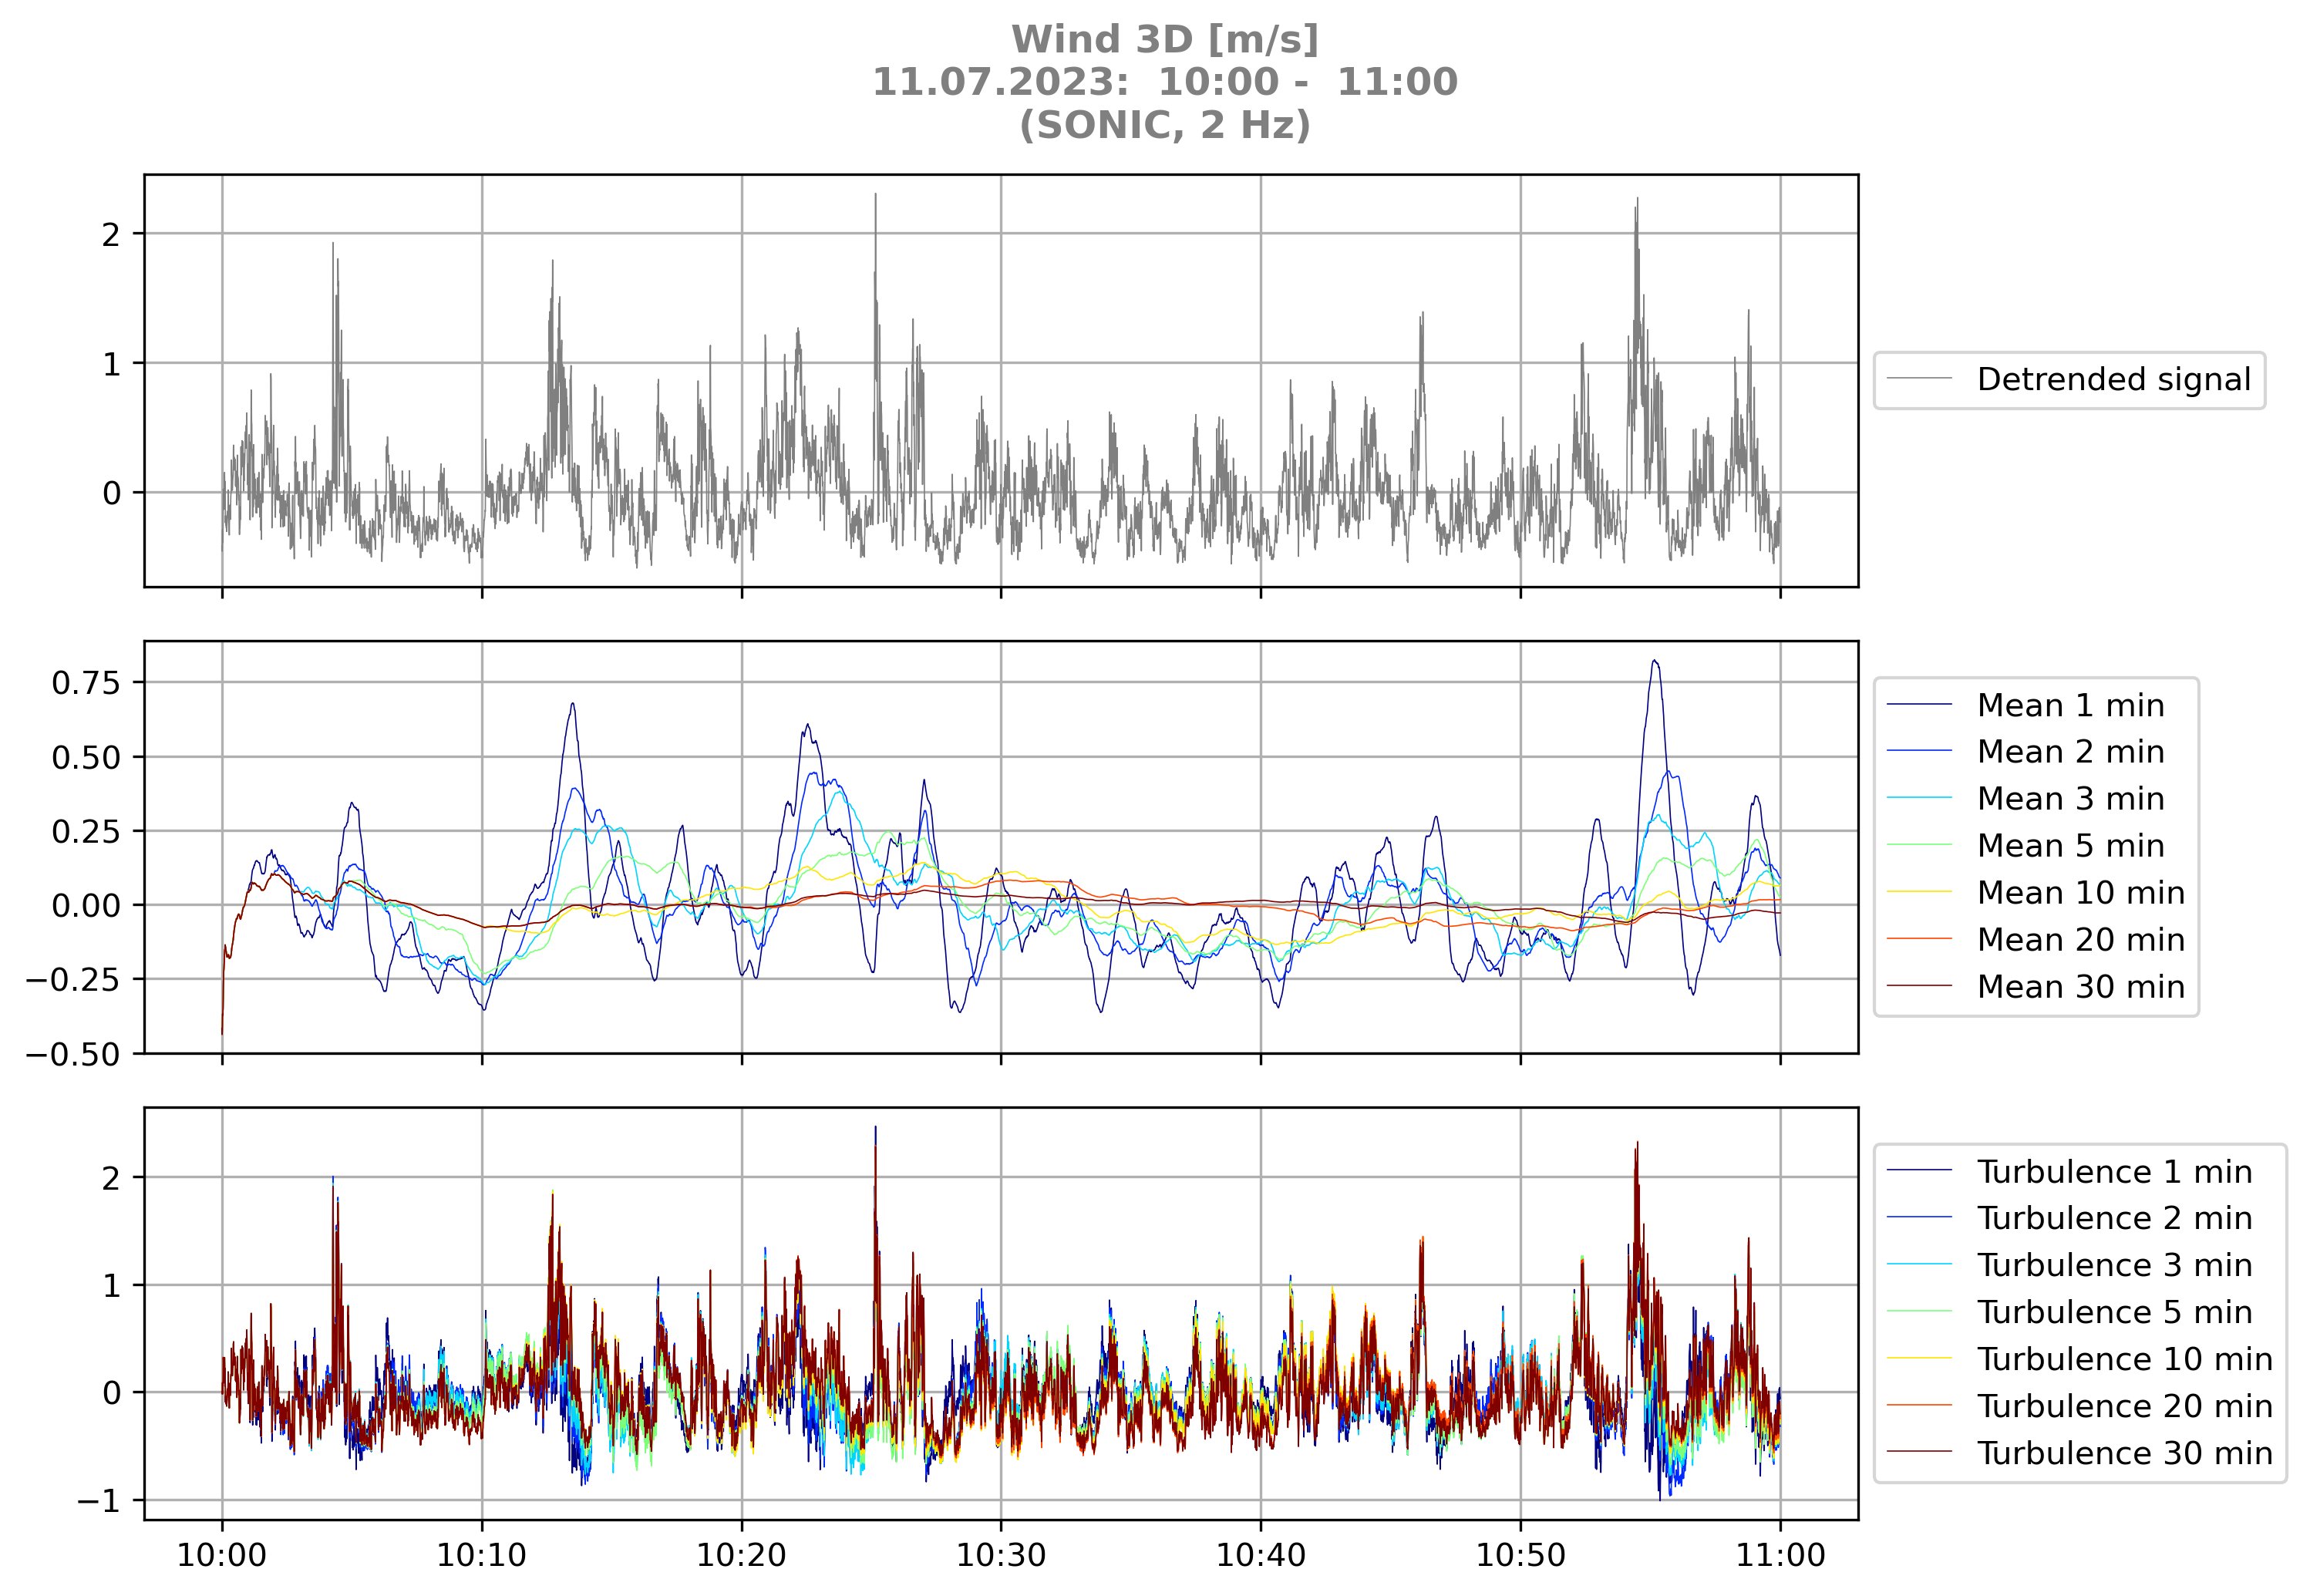 Wind 3D [m/s]
11.07.2023:  10:00 -  11:00
(SONIC, 2 Hz)
2
1
0
Detrended signal
0.75
0.50
0.25
0.00
−0.25
−0.50
Mean 1 min
Mean 2 min
Mean 3 min
Mean 5 min
Mean 10 min
Mean 20 min
Mean 30 min
2
1
0
−1
Turbulence 1 min
Turbulence 2 min
Turbulence 3 min
Turbulence 5 min
Turbulence 10 min
Turbulence 20 min
Turbulence 30 min
10:00 10:10 10:20 10:30 10:40 10:50 11:00